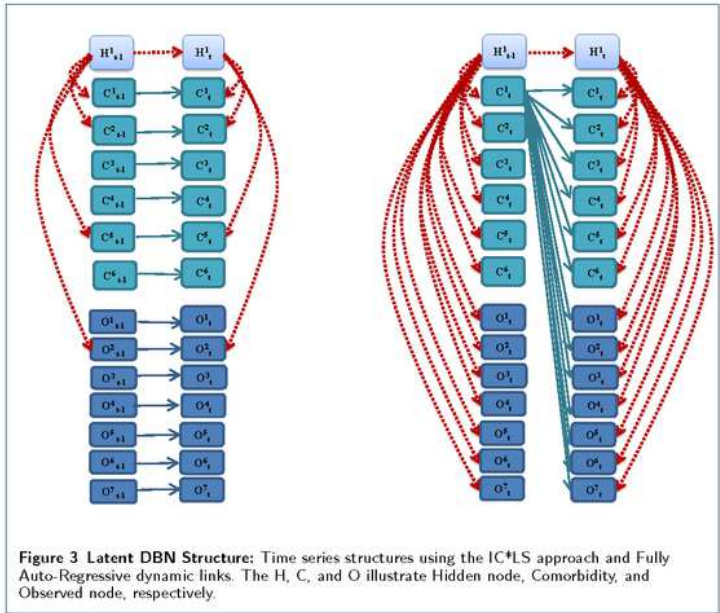 H¹ₜ₋₁ H¹ₜ H¹ₜ₋₁ H¹ₜ
C¹ₜ₋₁ C¹ₜ C¹ₜ C¹ₜ
C²ₜ₋₁ C²ₜ C²ₜ C²ₜ
C³ₜ₋₁ C³ₜ C³ₜ C³ₜ
C⁴ₜ₋₁ C⁴ₜ C⁴ₜ C⁴ₜ
C⁵ₜ₋₁ C⁵ₜ C⁵ₜ C⁵ₜ
C⁶ₜ₋₁ C⁶ₜ C⁶ₜ C⁶ₜ
O¹ₜ₋₁ O¹ₜ O¹ₜ O¹ₜ
O²ₜ₋₁ O²ₜ O²ₜ O²ₜ
O³ₜ₋₁ O³ₜ O³ₜ O³ₜ
O⁴ₜ₋₁ O⁴ₜ O⁴ₜ O⁴ₜ
O⁵ₜ₋₁ O⁵ₜ O⁵ₜ O⁵ₜ
O⁶ₜ₋₁ O⁶ₜ O⁶ₜ O⁶ₜ
O⁷ₜ₋₁ O⁷ₜ O⁷ₜ O⁷ₜ
Figure 3 Latent DBN Structure: Time series structures using the IC*LS approach and Fully
Auto-Regressive dynamic links. The H, C, and O illustrate Hidden node, Comorbidity, and
Observed node, respectively.